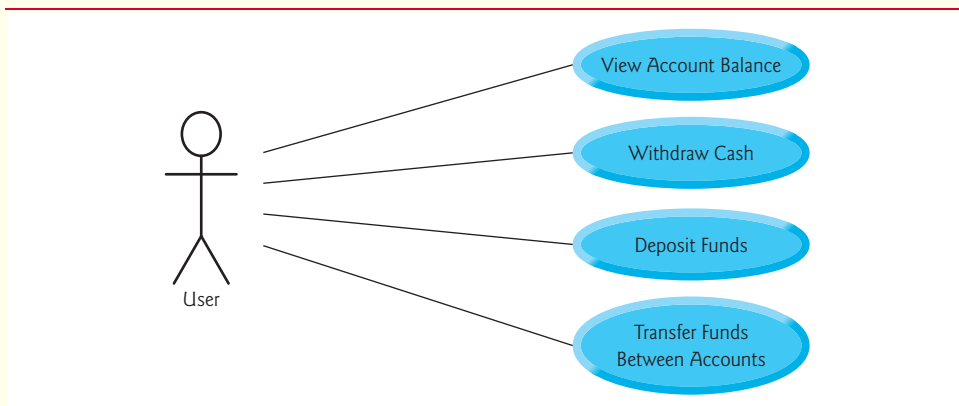 View Account Balance
Withdraw Cash
Deposit Funds
Transfer Funds
Between Accounts
User